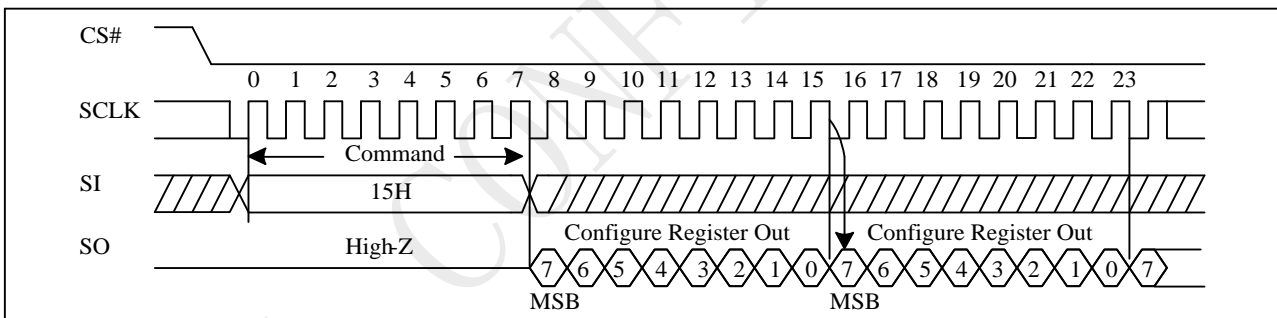 CS#
0 1 2 3 4 5 6 7 8 9 10 11 12 13 14 15 16 17 18 19 20 21 22 23
SCLK
Command
SI
15H
SO
High-Z
Configure Register Out Configure Register Out
7 6 5 4 3 2 1 0 7 6 5 4 3 2 1 0 7
MSB MSB